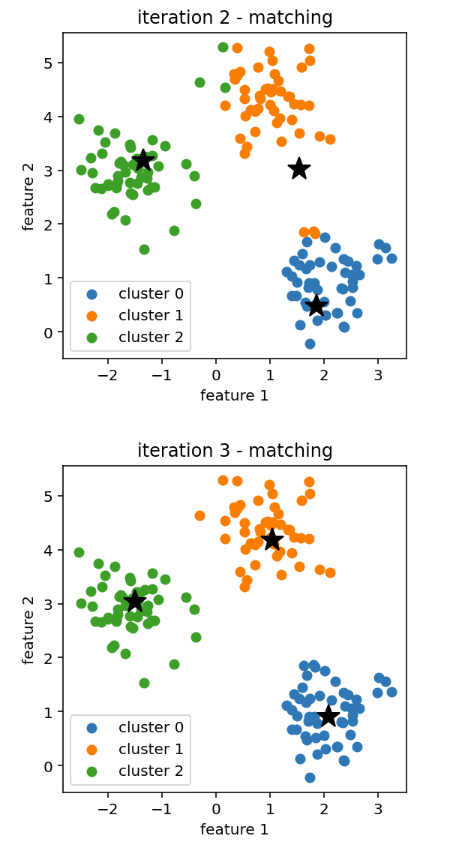 iteration 2 - matching
5
4
3
2
1
0
feature 2
cluster 0
cluster 1
cluster 2
−2 −1 0 1 2 3
feature 1
iteration 3 - matching
5
4
3
2
1
0
feature 2
cluster 0
cluster 1
cluster 2
−2 −1 0 1 2 3
feature 1